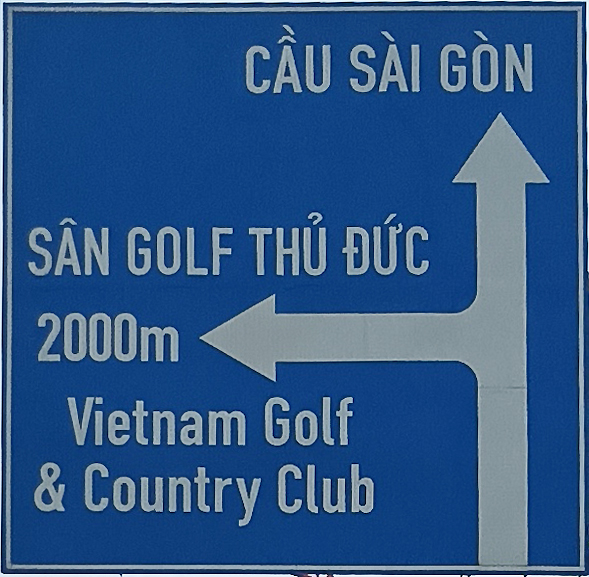 CẦU SÀI GÒN
SÂN GOLF THỦ ĐỨC
2000m
Vietnam Golf
& Country Club